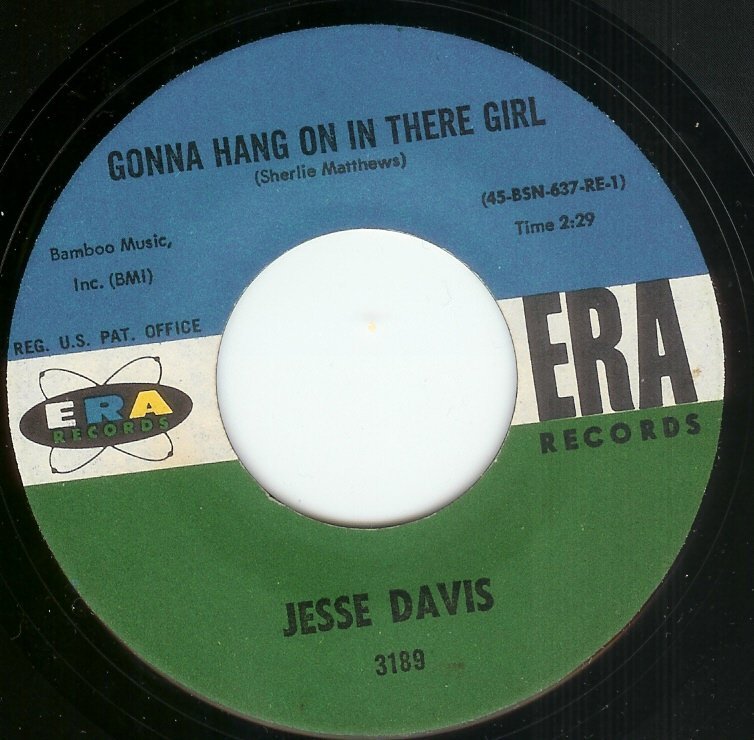 GONNA HANG ON IN THERE GIRL
(Sherlie Matthews)
(45-BSN-637-RE-1)
Time 2:29
Bamboo Music,
Inc. (BMI)
REG. U.S. PAT. OFFICE
ERA
RECORDS
ERA
RECORDS
JESSE DAVIS
3189